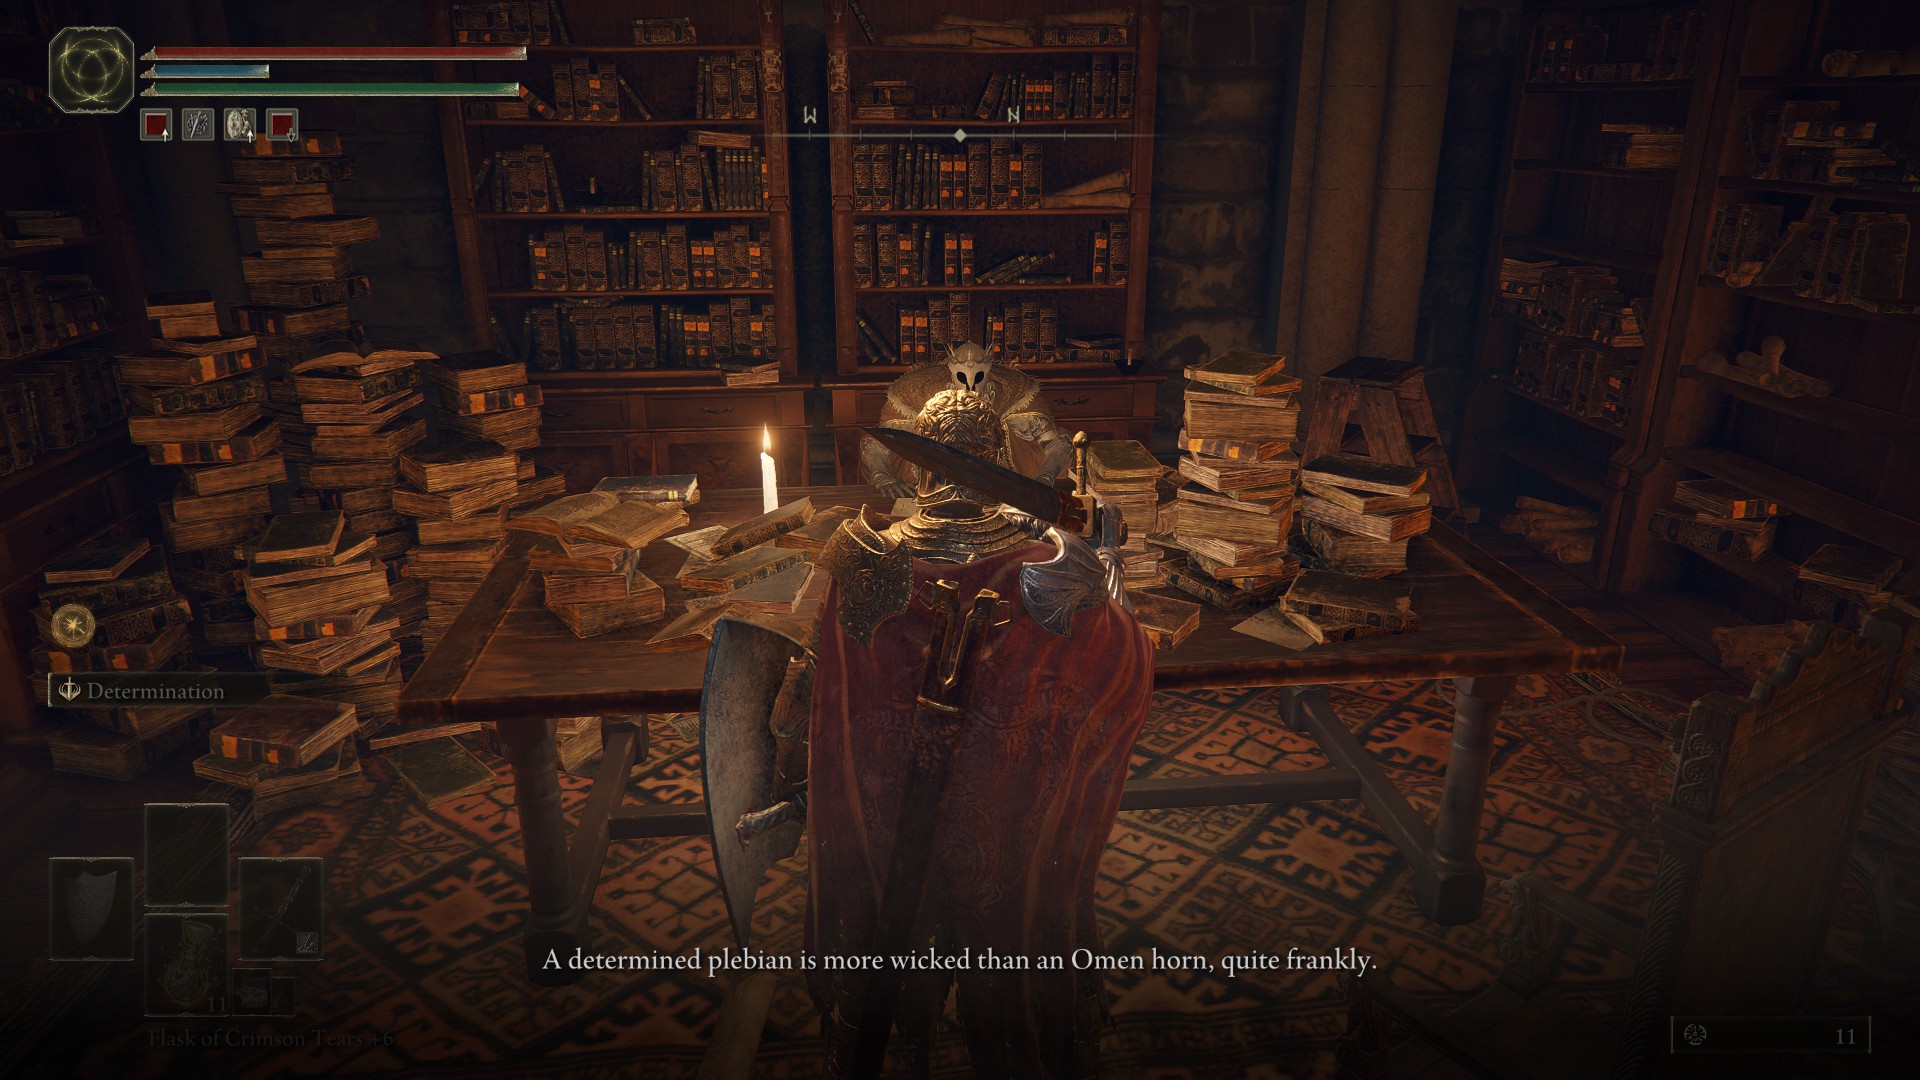 W
N
Determination
A determined plebian is more wicked than an Omen horn, quite frankly.
11
Flask of Crimson Tears +6
11